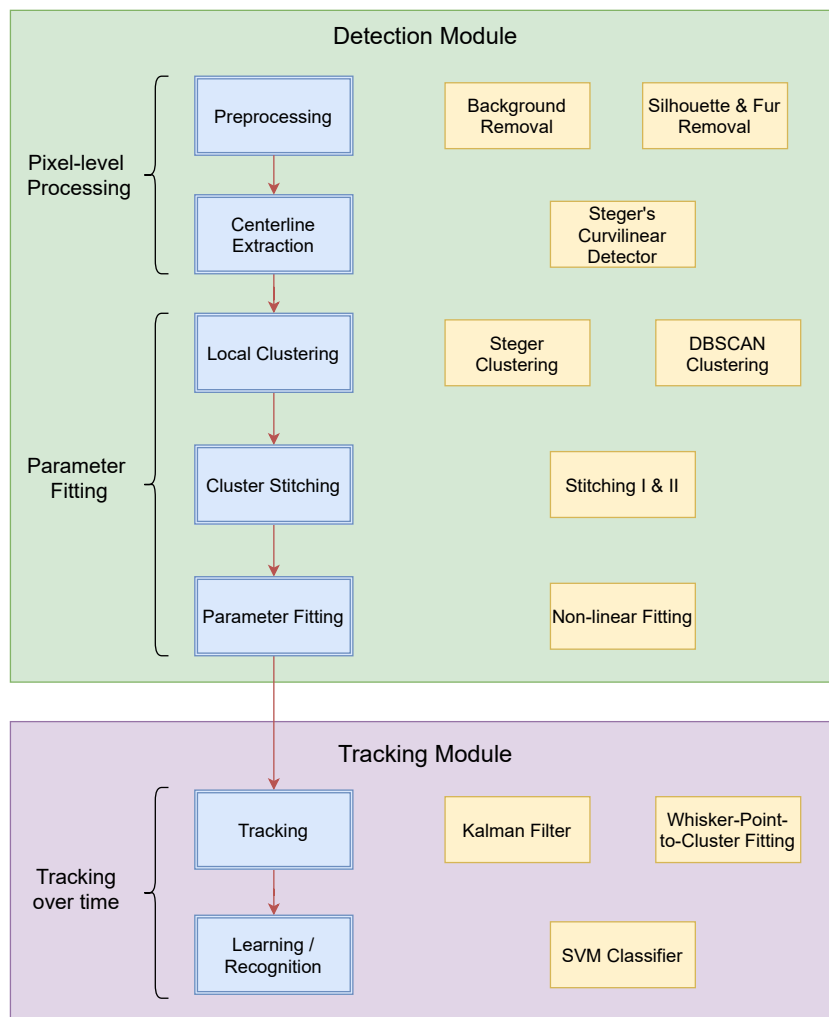 Detection Module
Pixel-level
Processing
Preprocessing
Background
Removal
Silhouette & Fur
Removal
Centerline
Extraction
Steger's
Curvilinear
Detector
Parameter
Fitting
Local Clustering
Steger
Clustering
DBSCAN
Clustering
Cluster Stitching
Stitching I & II
Parameter Fitting
Non-linear Fitting
Tracking Module
Tracking
over time
Tracking
Kalman Filter
Whisker-Point-
to-Cluster Fitting
Learning /
Recognition
SVM Classifier